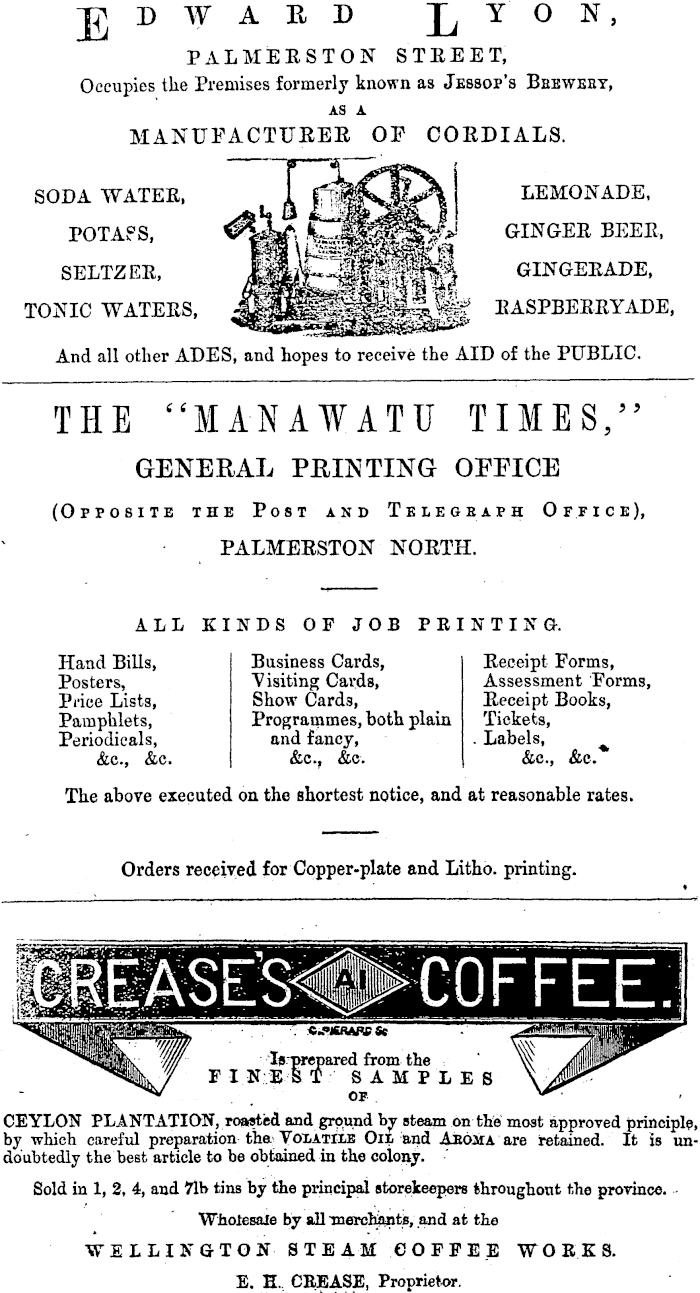 EDWARD LYON,
PALMERSTON STREET,
Occupies the Premises formerly known as JESSOP'S BREWERY,
AS A
MANUFACTURER OF CORDIALS.
SODA WATER,
POTASS,
SELTZER,
TONIC WATERS,
LEMONADE,
GINGER BEER,
GINGERADE,
RASPBERRYADE,
And all other ADES, and hopes to receive the AID of the PUBLIC.
THE "MANAWATU TIMES,"
GENERAL PRINTING OFFICE
(OPPOSITE THE POST AND TELEGRAPH OFFICE),
PALMERSTON NORTH.
ALL KINDS OF JOB PRINTING.
Hand Bills,
Posters,
Price Lists,
Pamphlets,
Periodicals,
&c., &c.
Business Cards,
Visiting Cards,
Show Cards,
Programmes, both plain
and fancy,
&c., &c.
Receipt Forms,
Assessment Forms,
Receipt Books,
Tickets,
Labels,
&c., &c.
The above executed on the shortest notice, and at reasonable rates.
Orders received for Copper-plate and Litho. printing.
CREASE'S A1 COFFEE.
C. PIERARD Sc
Is prepared from the
FINEST SAMPLES
OF
CEYLON PLANTATION, roasted and ground by steam on the most approved principle,
by which careful preparation the VOLATILE OIL and AROMA are retained. It is un-
doubtedly the best article to be obtained in the colony.
Sold in 1, 2, 4, and 7lb tins by the principal storekeepers throughout the province.
Wholesale by all merchants, and at the
WELLINGTON STEAM COFFEE WORKS.
E. H. CREASE, Proprietor.